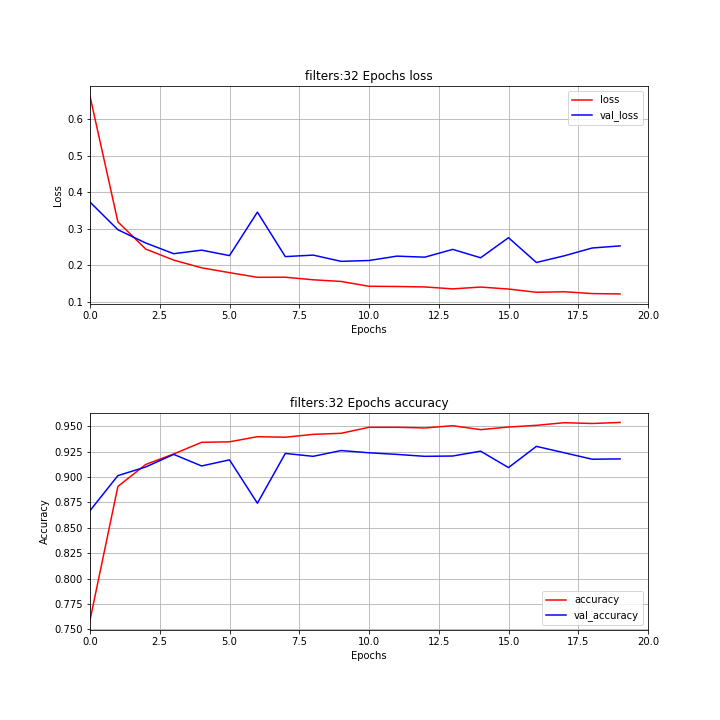 filters:32 Epochs loss
0.6
0.5
0.4
0.3
0.2
0.1
Loss
loss
val_loss
0.0 2.5 5.0 7.5 10.0 12.5 15.0 17.5 20.0
Epochs
filters:32 Epochs accuracy
0.950
0.925
0.900
0.875
0.850
0.825
0.800
0.775
0.750
Accuracy
accuracy
val_accuracy
0.0 2.5 5.0 7.5 10.0 12.5 15.0 17.5 20.0
Epochs